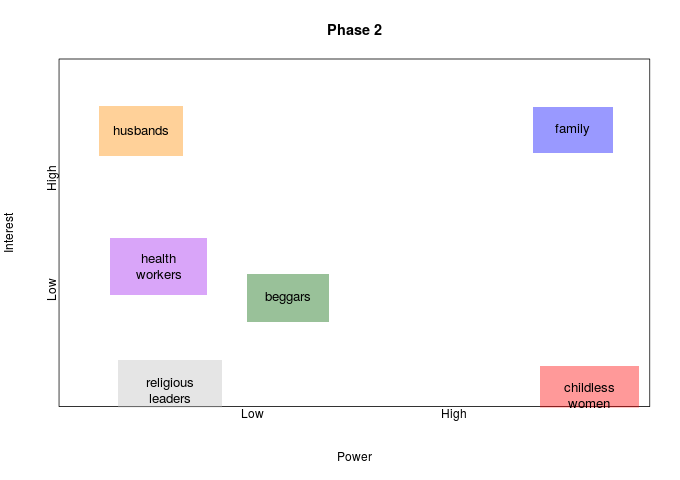 Phase 2
husbands
family
High
Interest
health
workers
Low
beggars
religious
leaders
childless
women
Low
High
Power